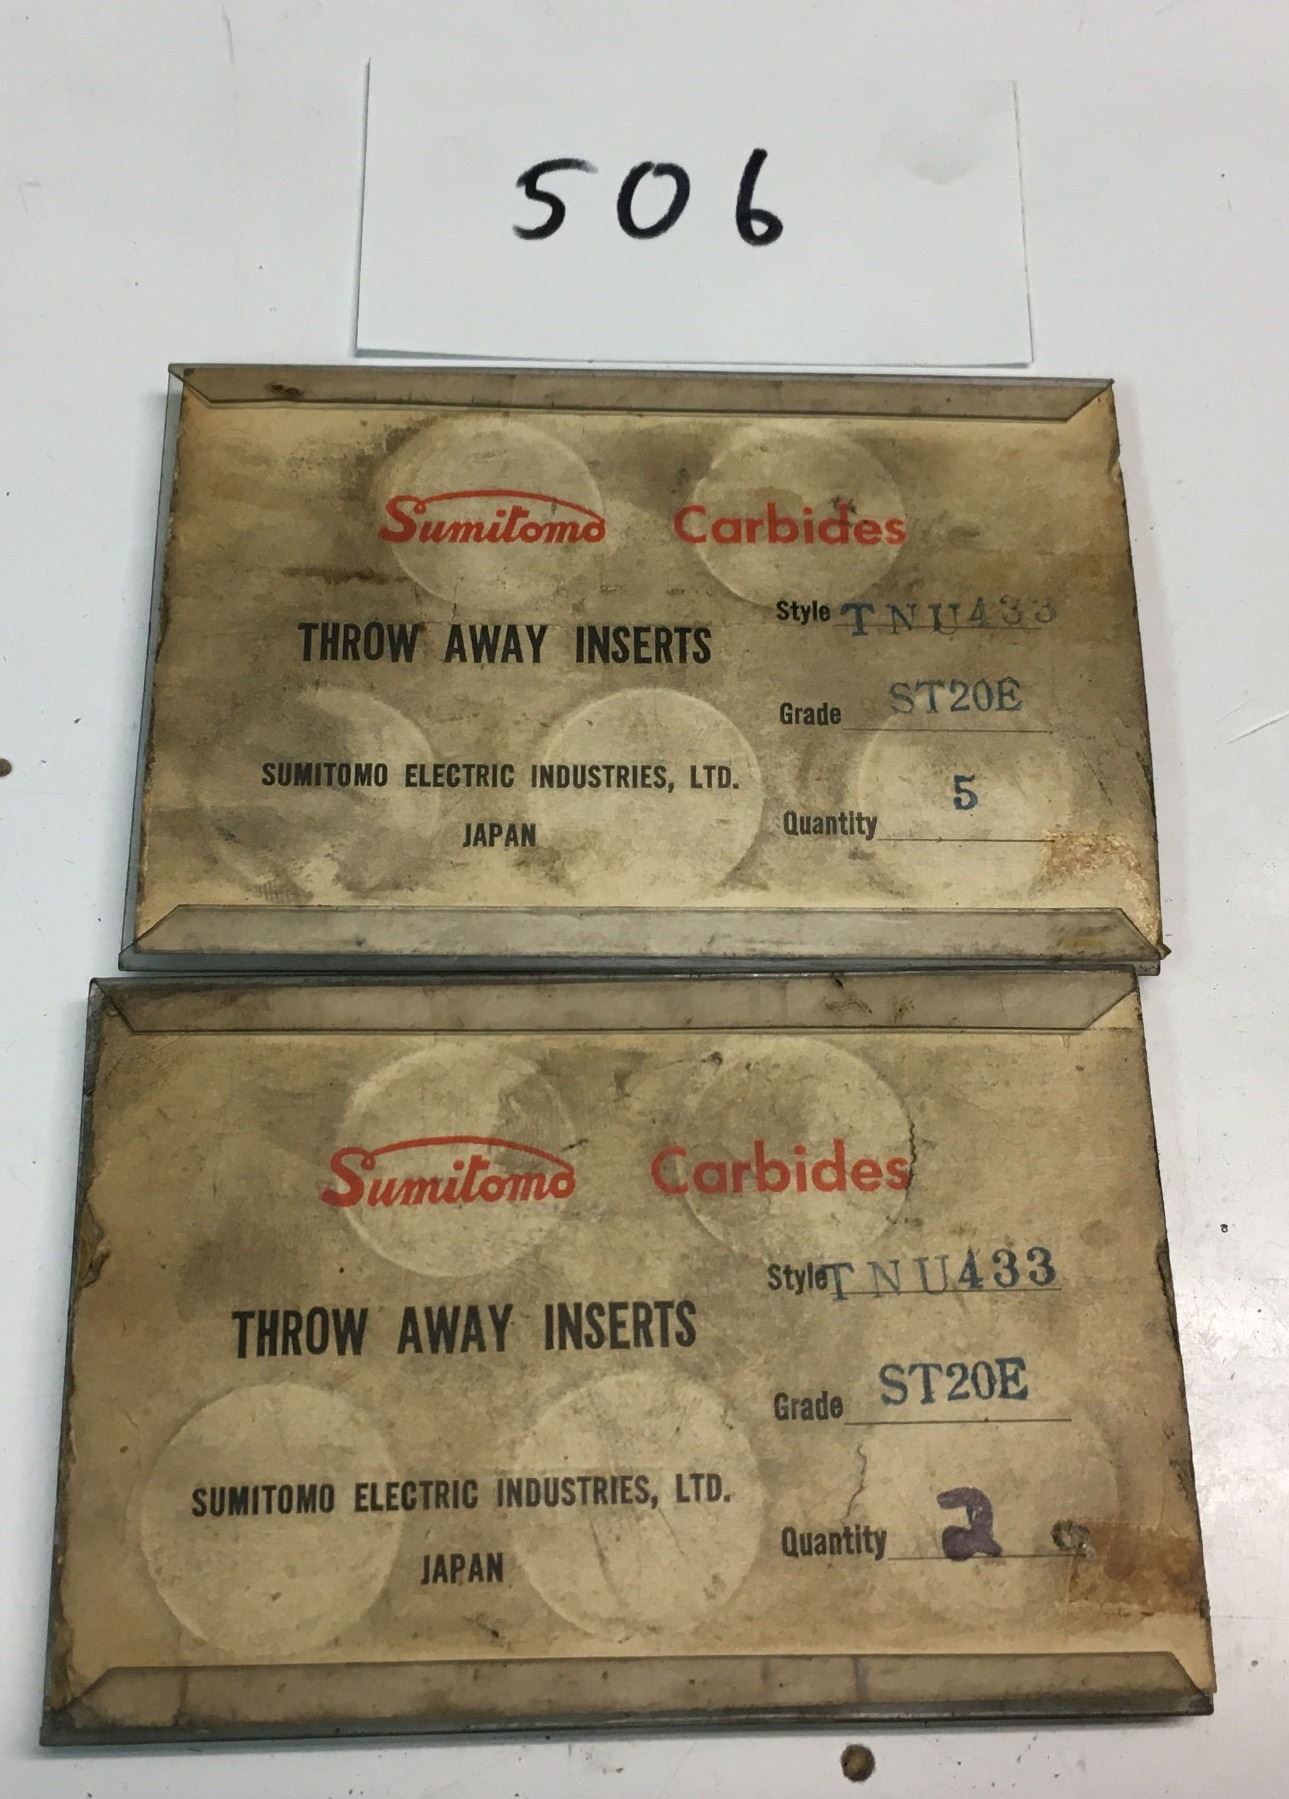 506
Sumitomo Carbides
Style TNU433
THROW AWAY INSERTS
Grade ST20E
SUMITOMO ELECTRIC INDUSTRIES, LTD.
Quantity 5
JAPAN
Sumitomo Carbides
Style TNU433
THROW AWAY INSERTS
Grade ST20E
SUMITOMO ELECTRIC INDUSTRIES, LTD.
Quantity 2
JAPAN